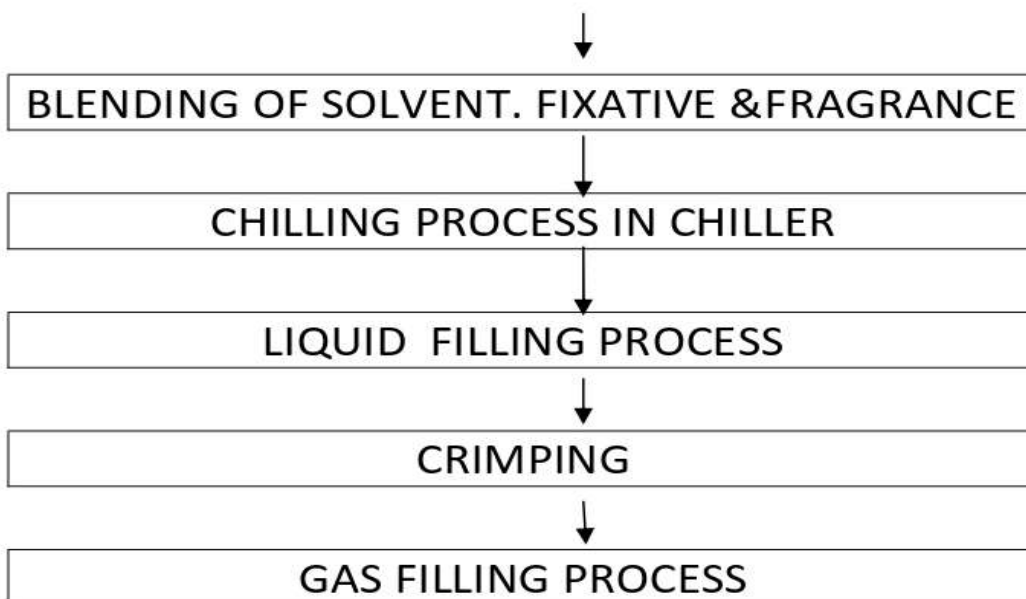 BLENDING OF SOLVENT. FIXATIVE &FRAGRANCE
CHILLING PROCESS IN CHILLER
LIQUID FILLING PROCESS
CRIMPING
GAS FILLING PROCESS